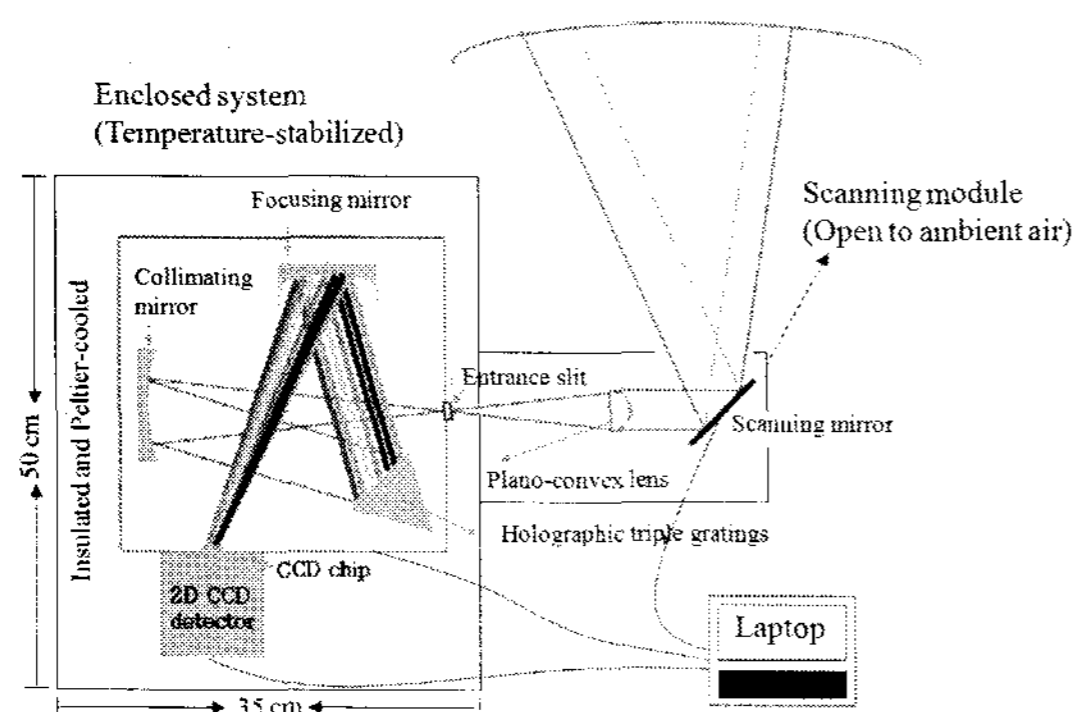 Enclosed system
(Temperature-stabilized)
Focusing mirror
Collimating
mirror
Insulated and Peltier-cooled
50 cm
Entrance slit
Scanning module
(Open to ambient air)
Scanning mirror
Plano-convex lens
Holographic triple gratings
CCD chip
2D CCD
detector
Laptop
35 cm